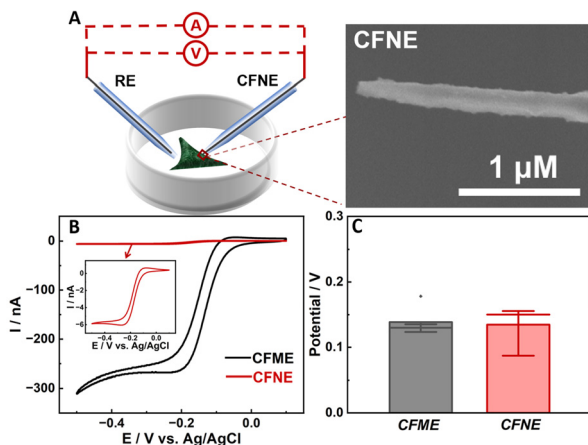 A
A
V
RE
CFNE
CFNE
1 μM
B
0
−100
−200
−300
I / nA
0
−2
−4
−6
I / nA
−0.4
−0.2
0.0
E / V vs. Ag/AgCl
CFME
CFNE
−0.4
−0.2
0.0
E / V vs. Ag/AgCl
C
0.3
0.2
0.1
0.0
Potential / V
CFME
CFNE